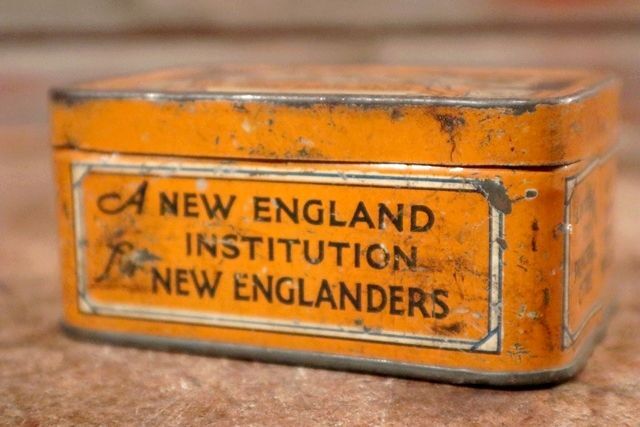 A NEW ENGLAND
INSTITUTION
for NEW ENGLANDERS